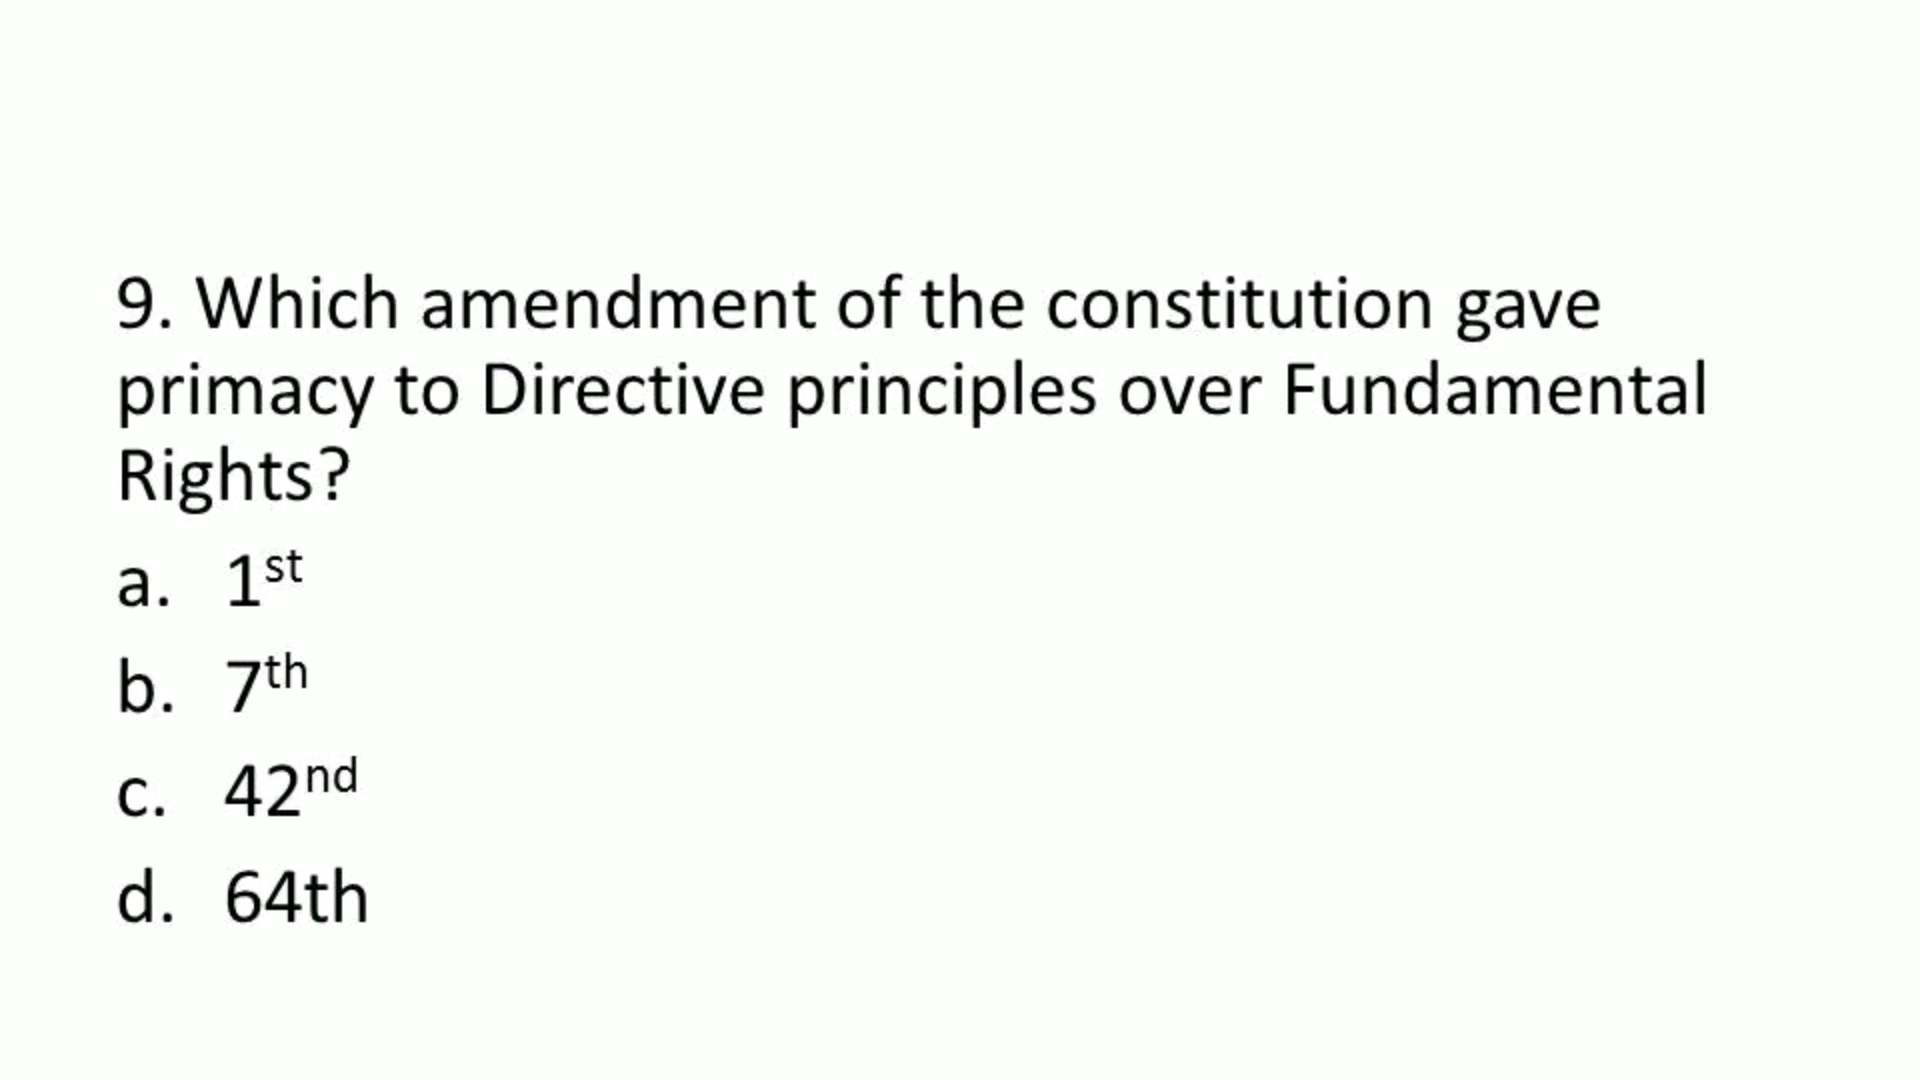 9. Which amendment of the constitution gave
primacy to Directive principles over Fundamental
Rights?
a. 1st
b. 7th
c. 42nd
d. 64th